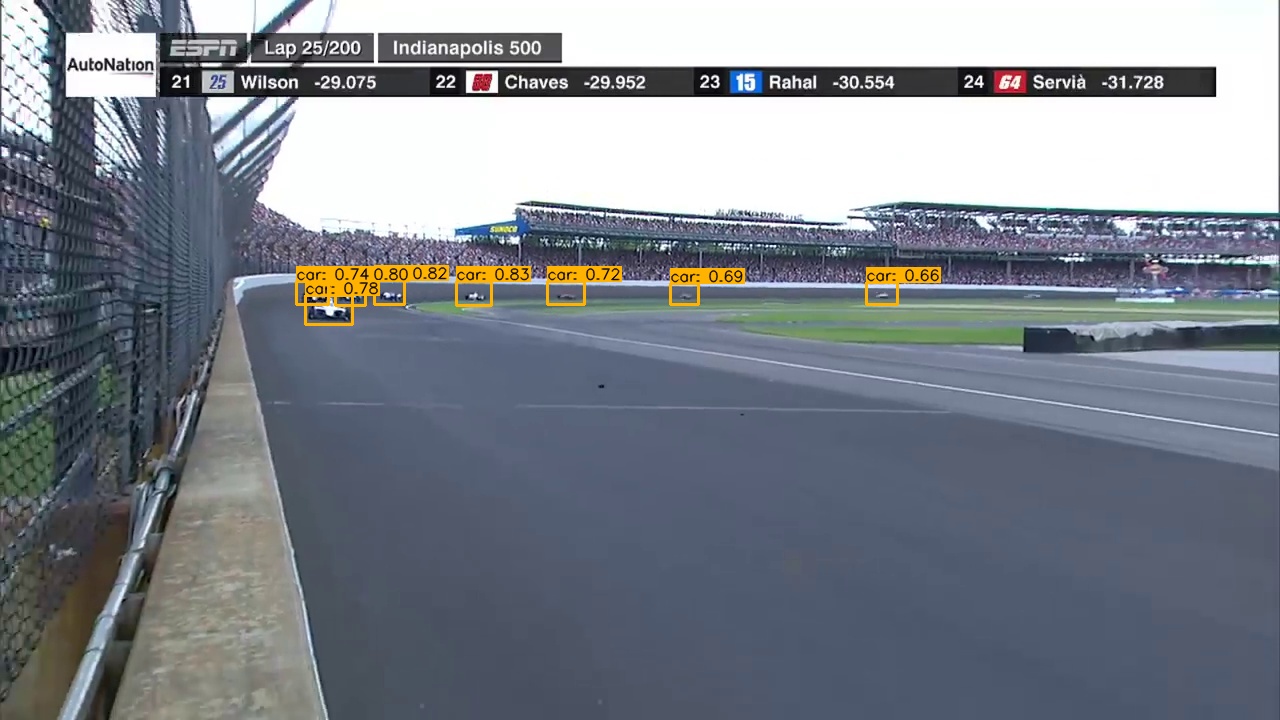 AutoNation
ESPN Lap 25/200 Indianapolis 500
21 25 Wilson -29.075 22 Chaves -29.952 23 15 Rahal -30.554 24 64 Servià -31.728
SUNOCO
car: 0.74 0.80 0.82 car: 0.83 car: 0.72 car: 0.69 car: 0.66
car: 0.78